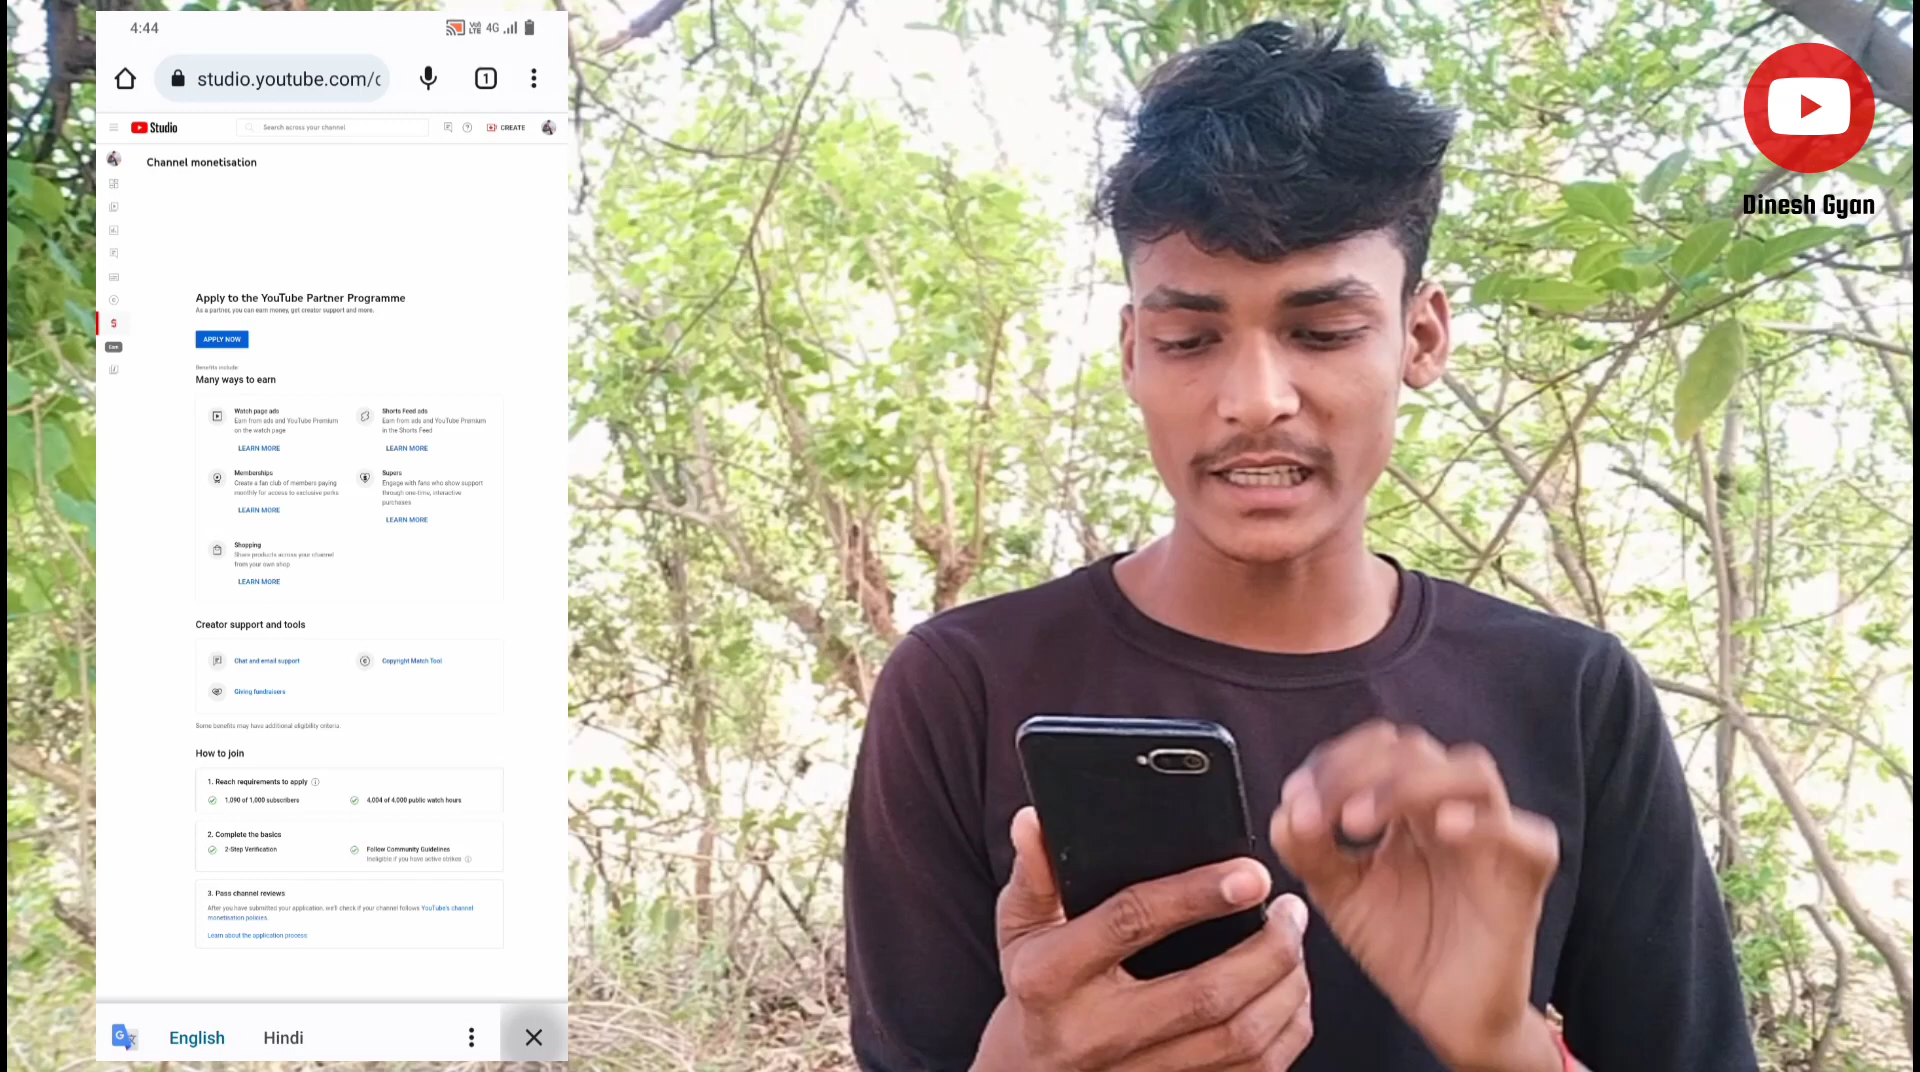 4:44
Vo) LTE 4G
studio.youtube.com/c
1
Studio
Search across your channel
CREATE
Channel monetisation
Apply to the YouTube Partner Programme
As a partner, you can earn money, get creator support and more.
APPLY NOW
Earn
Benefits include:
Many ways to earn
Watch page ads
Earn from ads and YouTube Premium
on the watch page
LEARN MORE
Shorts Feed ads
Earn from ads and YouTube Premium
in the Shorts Feed
LEARN MORE
Memberships
Create a fan club of members paying
monthly for access to exclusive perks
LEARN MORE
Supers
Engage with fans who show support
through one-time, interactive
purchases
LEARN MORE
Shopping
Share products across your channel
from your own shop
LEARN MORE
Creator support and tools
Chat and email support
Copyright Match Tool
Giving fundraisers
Some benefits may have additional eligibility criteria.
How to join
1. Reach requirements to apply
1,090 of 1,000 subscribers
4,004 of 4,000 public watch hours
2. Complete the basics
2-Step Verification
Follow Community Guidelines
Ineligible if you have active strikes
3. Pass channel reviews
After you have submitted your application, we'll check if your channel follows YouTube's channel
monetisation policies.
Learn about the application process
English
Hindi
Dinesh Gyan